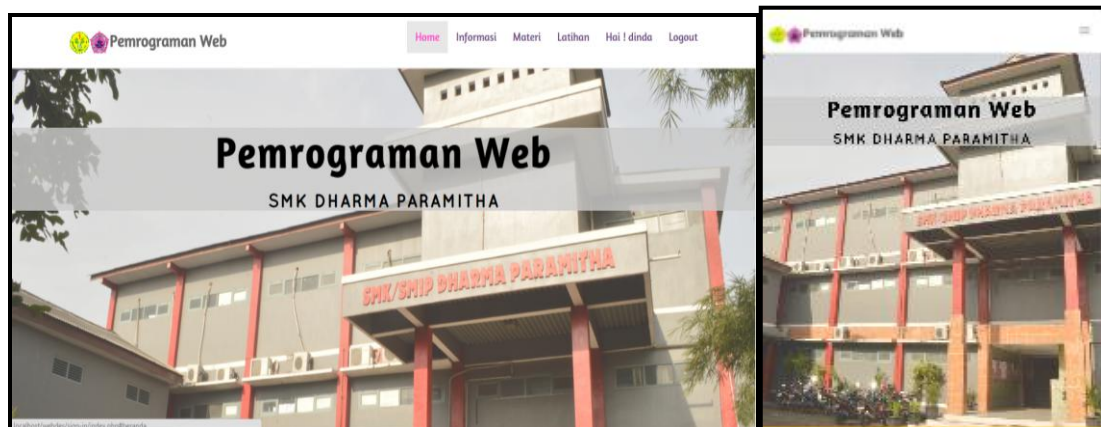 Pemrograman Web
Home Informasi Materi Latihan Hai ! dinda Logout
Pemrograman Web
SMK DHARMA PARAMITHA
SMK/SMIP DHARMA PARAMITHA
Pemrograman Web
Pemrograman Web
SMK DHARMA PARAMITHA
SMK/SMIP DHARMA PARAMITHA